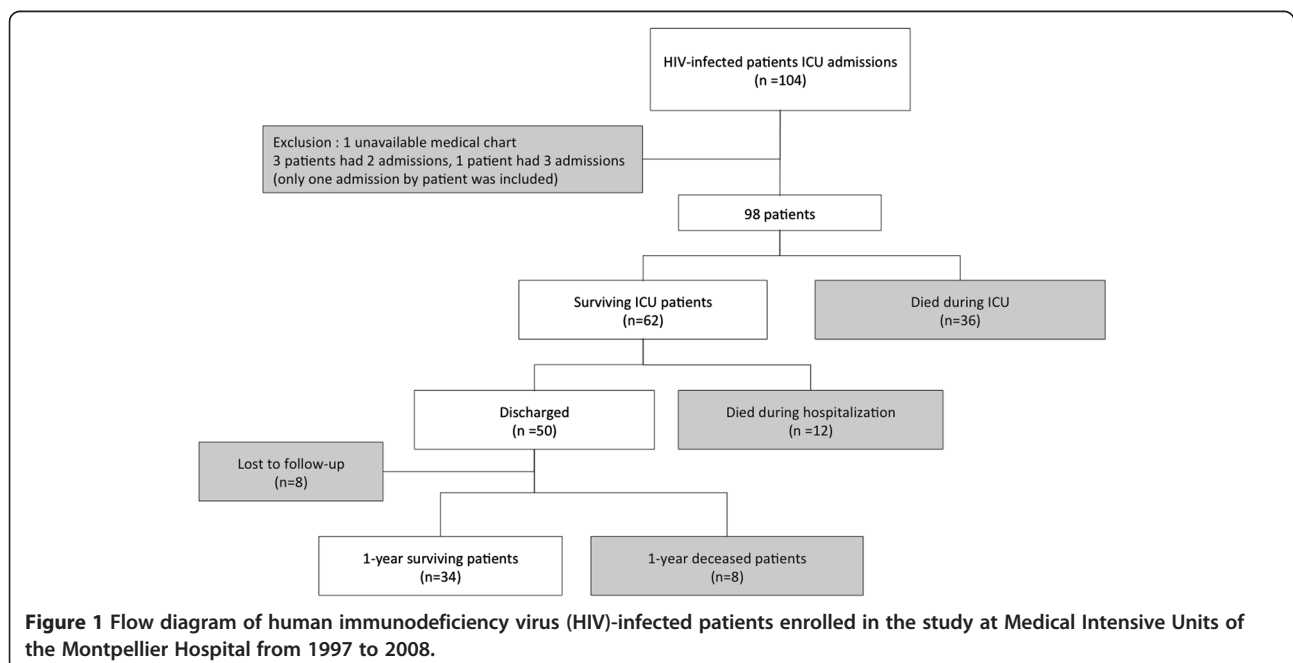 HIV-infected patients ICU admissions
(n =104)
Exclusion : 1 unavailable medical chart
3 patients had 2 admissions, 1 patient had 3 admissions
(only one admission by patient was included)
98 patients
Surviving ICU patients
(n=62)
Died during ICU
(n=36)
Discharged
(n =50)
Died during hospitalization
(n =12)
Lost to follow-up
(n=8)
1-year surviving patients
(n=34)
1-year deceased patients
(n=8)
Figure 1 Flow diagram of human immunodeficiency virus (HIV)-infected patients enrolled in the study at Medical Intensive Units of
the Montpellier Hospital from 1997 to 2008.